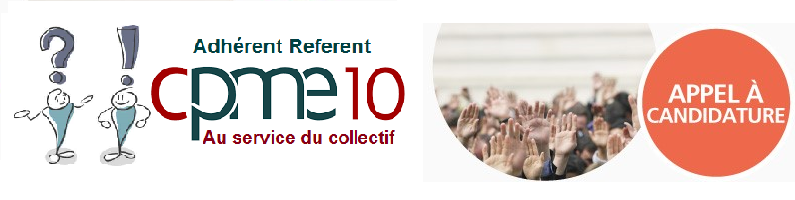 ? !
Adhérent Referent
cpme10
Au service du collectif
APPEL À
CANDIDATURE